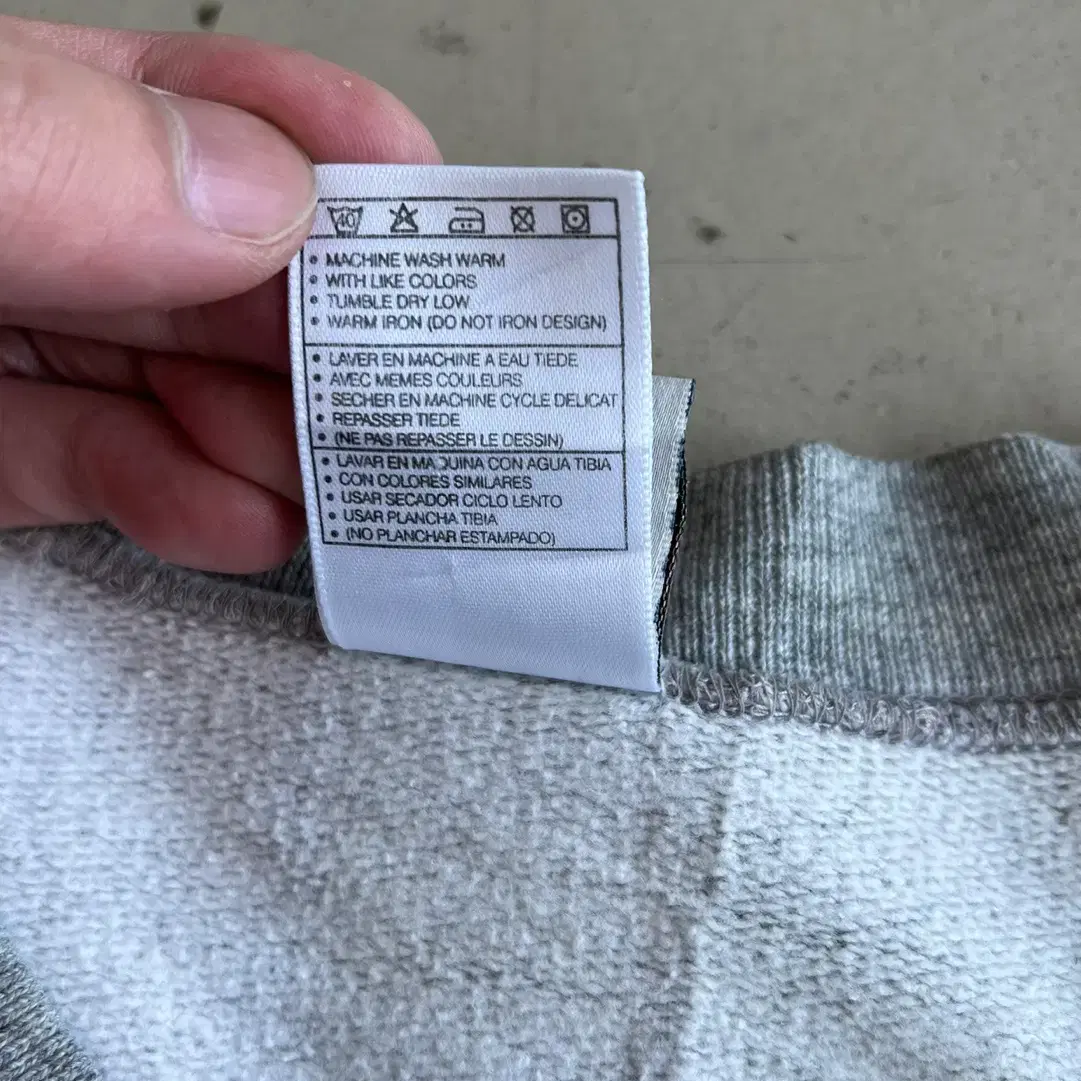 40
• MACHINE WASH WARM
• WITH LIKE COLORS
• TUMBLE DRY LOW
• WARM IRON (DO NOT IRON DESIGN)
• LAVER EN MACHINE A EAU TIEDE
• AVEC MEMES COULEURS
• SECHER EN MACHINE CYCLE DELICAT
• REPASSER TIEDE
• (NE PAS REPASSER LE DESSIN)
• LAVAR EN MAQUINA CON AGUA TIBIA
• CON COLORES SIMILARES
• USAR SECADOR CICLO LENTO
• USAR PLANCHA TIBIA
• (NO PLANCHAR ESTAMPADO)